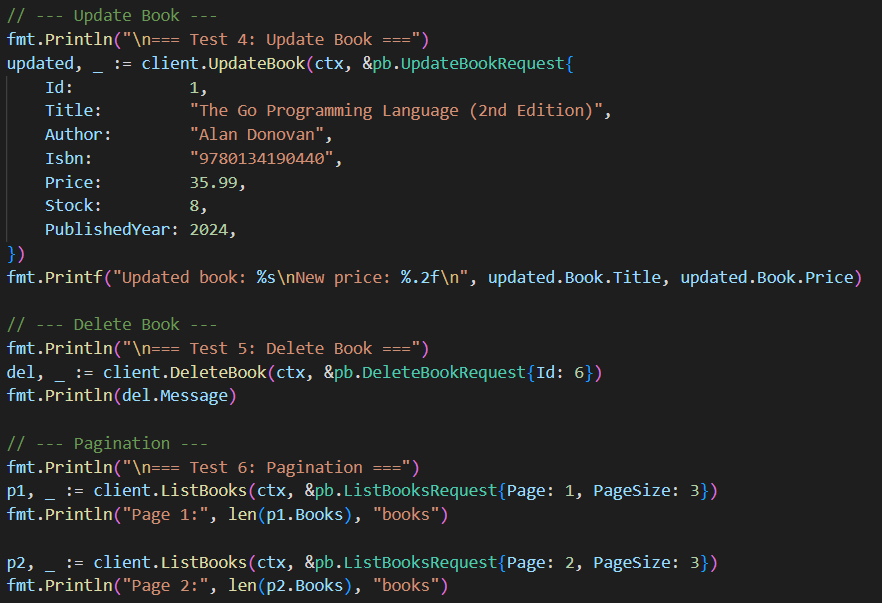 // --- Update Book ---
fmt.Println("\n=== Test 4: Update Book ===")
updated, _ := client.UpdateBook(ctx, &pb.UpdateBookRequest{
    Id:            1,
    Title:         "The Go Programming Language (2nd Edition)",
    Author:        "Alan Donovan",
    Isbn:          "9780134190440",
    Price:         35.99,
    Stock:         8,
    PublishedYear: 2024,
})
fmt.Printf("Updated book: %s\nNew price: %.2f\n", updated.Book.Title, updated.Book.Price)

// --- Delete Book ---
fmt.Println("\n=== Test 5: Delete Book ===")
del, _ := client.DeleteBook(ctx, &pb.DeleteBookRequest{Id: 6})
fmt.Println(del.Message)

// --- Pagination ---
fmt.Println("\n=== Test 6: Pagination ===")
p1, _ := client.ListBooks(ctx, &pb.ListBooksRequest{Page: 1, PageSize: 3})
fmt.Println("Page 1:", len(p1.Books), "books")

p2, _ := client.ListBooks(ctx, &pb.ListBooksRequest{Page: 2, PageSize: 3})
fmt.Println("Page 2:", len(p2.Books), "books")